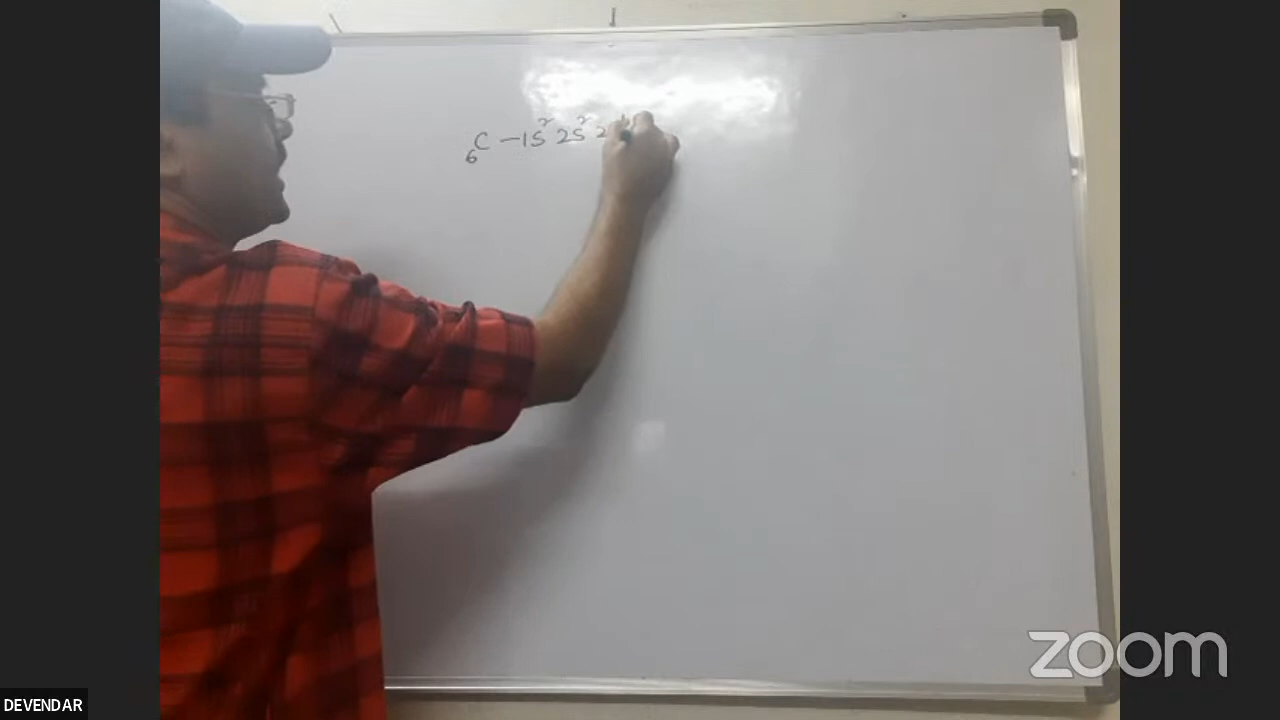 ₆C – 1s² 2s² 2
zoom
DEVENDAR